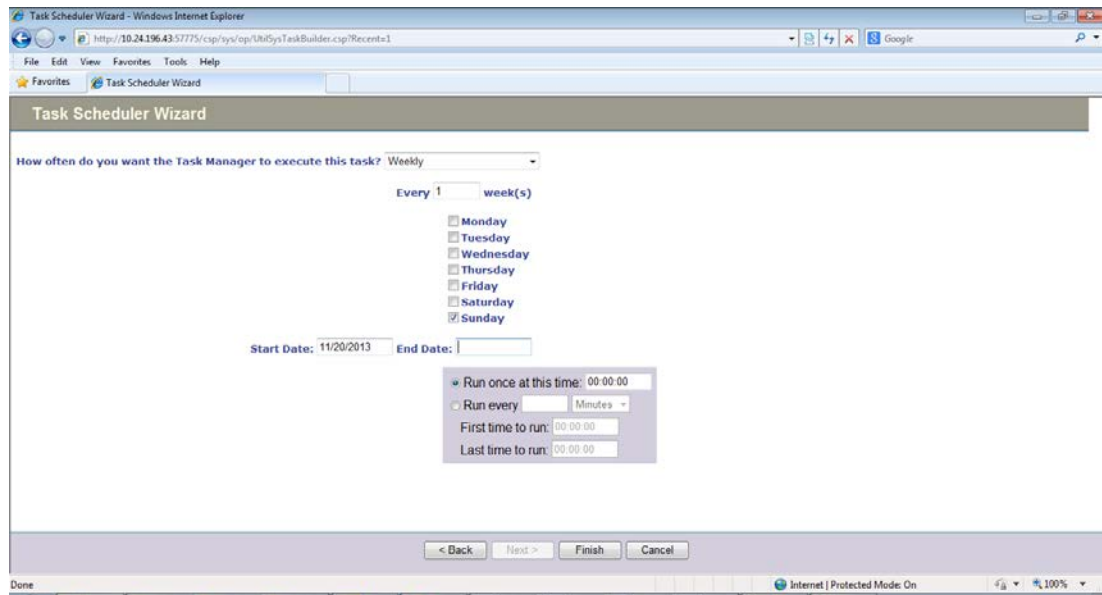 Task Scheduler Wizard - Windows Internet Explorer
http://10.24.196.43:57775/csp/sys/op/UtilSysTaskBuilder.csp?Recent=1
Google
File Edit View Favorites Tools Help
Favorites Task Scheduler Wizard
Task Scheduler Wizard
How often do you want the Task Manager to execute this task? Weekly
Every 1 week(s)
Monday
Tuesday
Wednesday
Thursday
Friday
Saturday
Sunday
Start Date: 11/20/2013 End Date:
Run once at this time: 00:00:00
Run every Minutes
First time to run: 00:00:00
Last time to run: 00:00:00
< Back Next > Finish Cancel
Done Internet | Protected Mode: On 100%